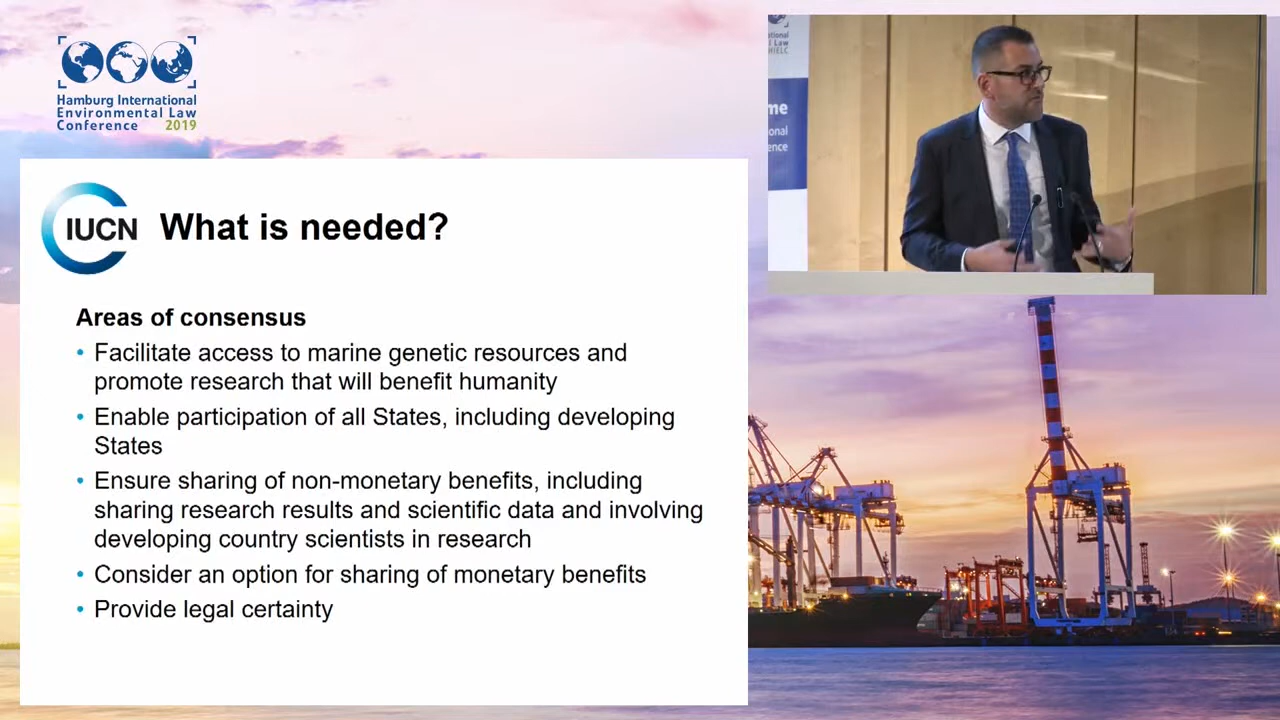 Hamburg International
Environmental Law
Conference 2019
IUCN
What is needed?
Areas of consensus
• Facilitate access to marine genetic resources and
promote research that will benefit humanity
• Enable participation of all States, including developing
States
• Ensure sharing of non-monetary benefits, including
sharing research results and scientific data and involving
developing country scientists in research
• Consider an option for sharing of monetary benefits
• Provide legal certainty